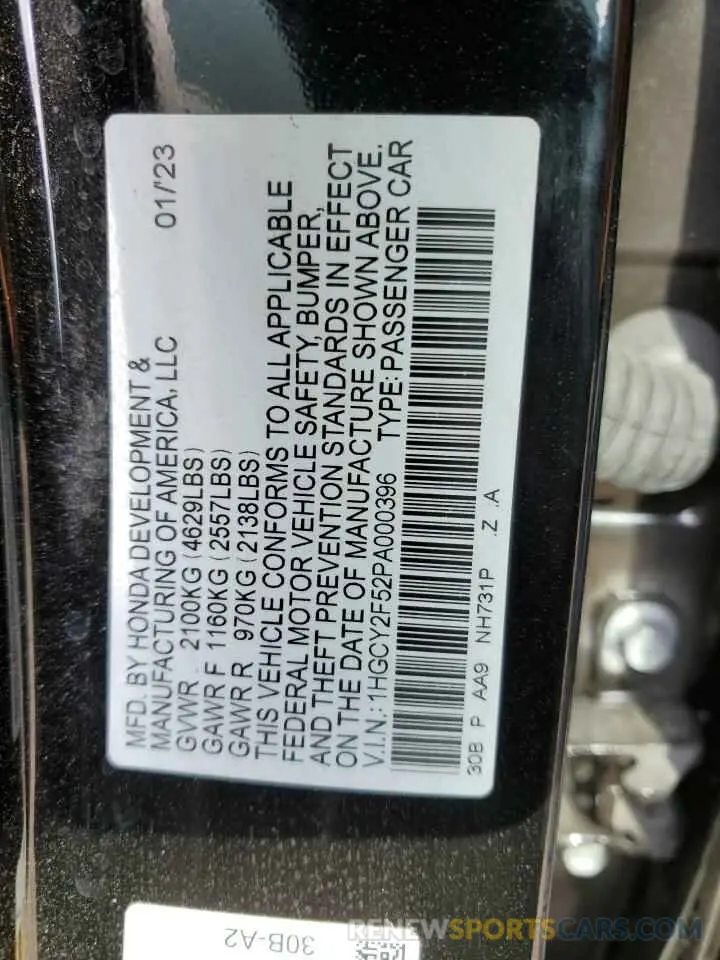 MFD. BY HONDA DEVELOPMENT &
MANUFACTURING OF AMERICA, LLC 01/'23
GVWR 2100KG (4629LBS)
GAWR F 1160KG (2557LBS)
GAWR R 970KG (2138LBS)
THIS VEHICLE CONFORMS TO ALL APPLICABLE
FEDERAL MOTOR VEHICLE SAFETY, BUMPER,
AND THEFT PREVENTION STANDARDS IN EFFECT
ON THE DATE OF MANUFACTURE SHOWN ABOVE.
V.I.N.: 1HGCY2F52PA000396 TYPE: PASSENGER CAR
30B P AA9 NH731P .Z .A
30B-A2
RENEWSPORTSCARS.COM